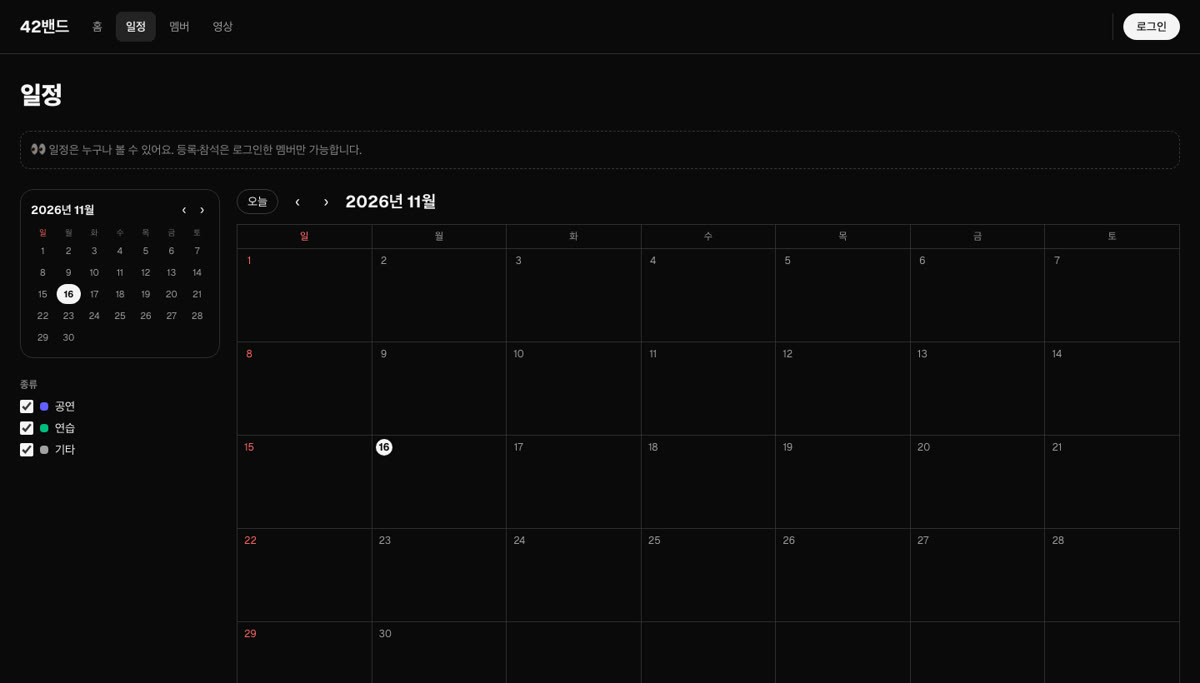 42밴드 홈 일정 멤버 영상 로그인
일정
👀 일정은 누구나 볼 수 있어요. 등록·참석은 로그인한 멤버만 가능합니다.
2026년 11월 ‹ ›
일 월 화 수 목 금 토
1 2 3 4 5 6 7
8 9 10 11 12 13 14
15 16 17 18 19 20 21
22 23 24 25 26 27 28
29 30
종류
공연
연습
기타
오늘 ‹ › 2026년 11월
일 월 화 수 목 금 토
1 2 3 4 5 6 7
8 9 10 11 12 13 14
15 16 17 18 19 20 21
22 23 24 25 26 27 28
29 30